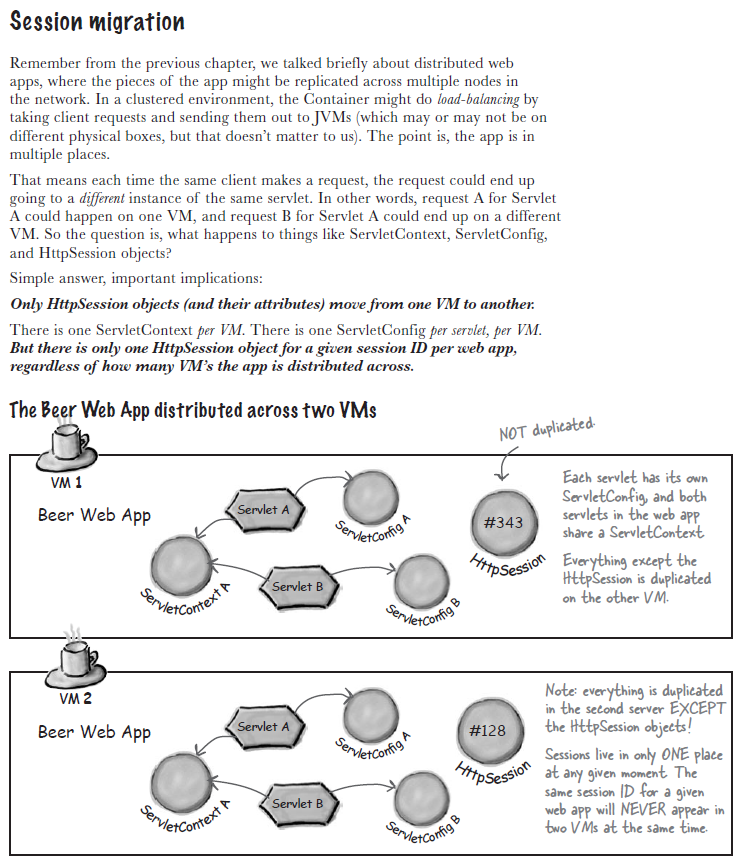 Session migration
Remember from the previous chapter, we talked briefly about distributed web
apps, where the pieces of the app might be replicated across multiple nodes in
the network. In a clustered environment, the Container might do load-balancing by
taking client requests and sending them out to JVMs (which may or may not be on
different physical boxes, but that doesn't matter to us). The point is, the app is in
multiple places.
That means each time the same client makes a request, the request could end up
going to a different instance of the same servlet. In other words, request A for Servlet
A could happen on one VM, and request B for Servlet A could end up on a different
VM. So the question is, what happens to things like ServletContext, ServletConfig,
and HttpSession objects?
Simple answer, important implications:
Only HttpSession objects (and their attributes) move from one VM to another.
There is one ServletContext per VM. There is one ServletConfig per servlet, per VM.
But there is only one HttpSession object for a given session ID per web app,
regardless of how many VM's the app is distributed across.
The Beer Web App distributed across two VMs
NOT duplicated.
VM 1
Beer Web App
Servlet A
ServletConfig A
ServletContext A
Servlet B
ServletConfig B
#343
HttpSession
Each servlet has its own
ServletConfig, and both
servlets in the web app
share a ServletContext
Everything except the
HttpSession is duplicated
on the other VM.
VM 2
Beer Web App
Servlet A
ServletConfig A
ServletContext A
Servlet B
ServletConfig B
#128
HttpSession
Note: everything is duplicated
in the second server EXCEPT
the HttpSession objects!
Sessions live in only ONE place
at any given moment. The
same session ID for a given
web app will NEVER appear in
two VMs at the same time.